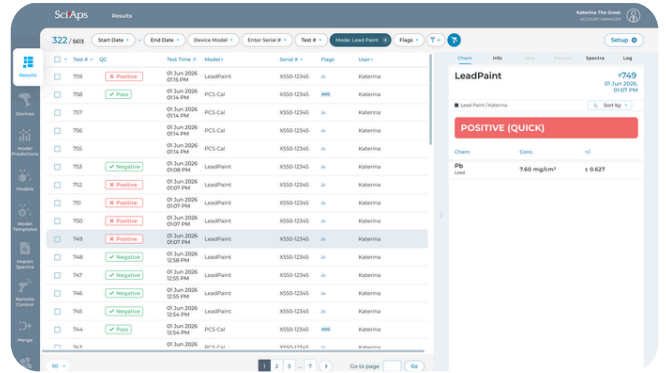 SciAps
Results
Katerina The Great
ACCOUNT MANAGER
322 / 5413
Start Date
-
End Date
Device Model
Enter Serial #
Test #
Mode: Lead Paint ×
Flags
Setup
Results
Devices
Model Predictions
Models
Model Templates
Import Spectra
Remote Control
Merge
Test # QC Test Time Model Serial # Flags User
759 Positive 01 Jun 2026 01:15 PM LeadPaint X550-12345 Katerina
758 Pass 01 Jun 2026 01:14 PM PCS Cal X550-12345 Katerina
757 01 Jun 2026 01:14 PM PCS Cal X550-12345 Katerina
756 01 Jun 2026 01:14 PM PCS Cal X550-12345 Katerina
755 01 Jun 2026 01:14 PM PCS Cal X550-12345 Katerina
753 Negative 01 Jun 2026 01:08 PM LeadPaint X550-12345 Katerina
752 Positive 01 Jun 2026 01:07 PM LeadPaint X550-12345 Katerina
751 Positive 01 Jun 2026 01:07 PM LeadPaint X550-12345 Katerina
750 Positive 01 Jun 2026 01:07 PM LeadPaint X550-12345 Katerina
749 Positive 01 Jun 2026 01:07 PM LeadPaint X550-12345 Katerina
748 Negative 01 Jun 2026 12:58 PM LeadPaint X550-12345 Katerina
747 Negative 01 Jun 2026 12:55 PM LeadPaint X550-12345 Katerina
746 Negative 01 Jun 2026 12:55 PM LeadPaint X550-12345 Katerina
745 Negative 01 Jun 2026 12:54 PM LeadPaint X550-12345 Katerina
744 Pass 01 Jun 2026 12:54 PM PCS Cal X550-12345 Katerina
743 01 Jun 2026 PCS Cal X550-12345 Katerina
50
1 2 3 ... 7
Go to page
Go
Chem Info Map Picture Spectra Log
LeadPaint
#749
01 Jun 2026,
01:07 PM
Lead Paint/Katerina
Sort by
POSITIVE (QUICK)
Chem Conc. +/-
Pb 7.60 mg/cm² ± 0.627
Lead